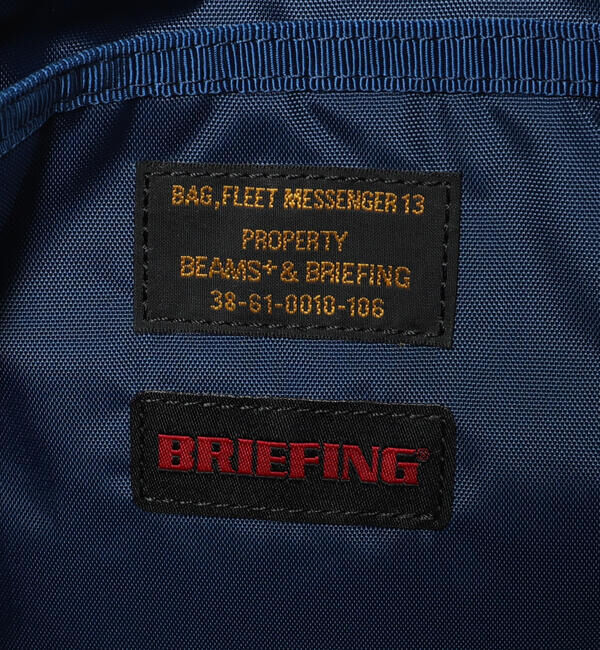 BAG, FLEET MESSENGER 13
PROPERTY
BEAMS+ & BRIEFING
38-61-0010-106
BRIEFING®